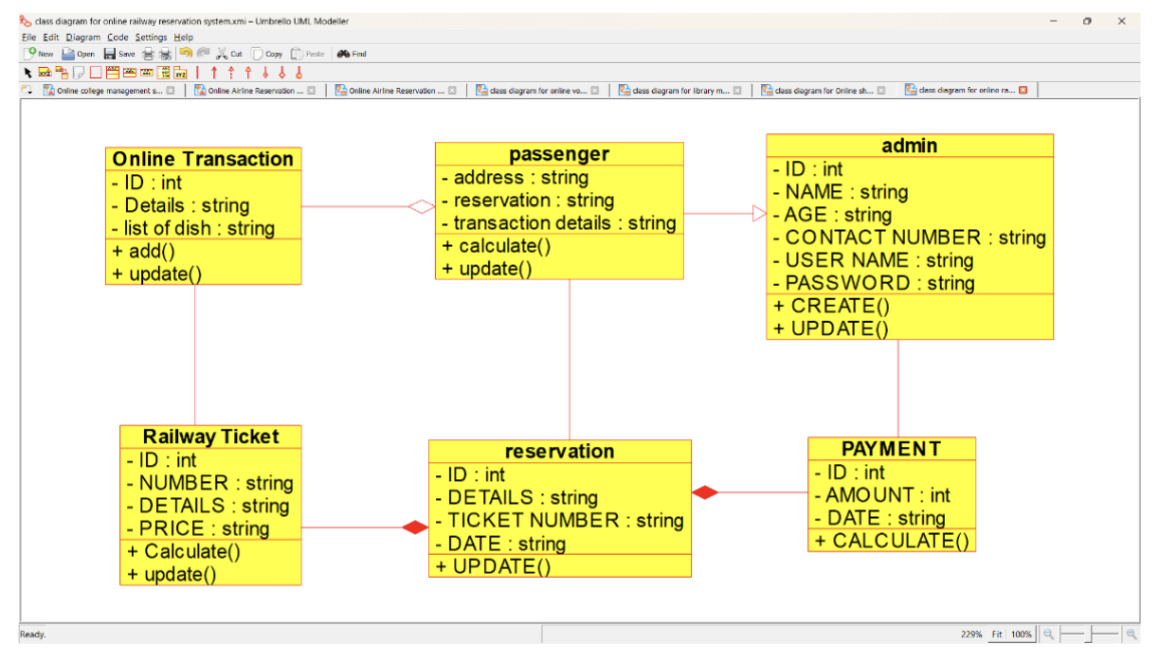 class diagram for online railway reservation system.xmi – Umbrello UML Modeller
File Edit Diagram Code Settings Help
New Open Save Cut Copy Paste Find
Online college management s...
Online Airline Reservation ...
Online Airline Reservation ...
class diagram for online vo...
class diagram for library m...
class diagram for Online sh...
class diagram for online ra...
Online Transaction
- ID : int
- Details : string
- list of dish : string
+ add()
+ update()
passenger
- address : string
- reservation : string
- transaction details : string
+ calculate()
+ update()
admin
- ID : int
- NAME : string
- AGE : string
- CONTACT NUMBER : string
- USER NAME : string
- PASSWORD : string
+ CREATE()
+ UPDATE()
Railway Ticket
- ID : int
- NUMBER : string
- DETAILS : string
- PRICE : string
+ Calculate()
+ update()
reservation
- ID : int
- DETAILS : string
- TICKET NUMBER : string
- DATE : string
+ UPDATE()
PAYMENT
- ID : int
- AMOUNT : int
- DATE : string
+ CALCULATE()
Ready.
229% Fit 100%